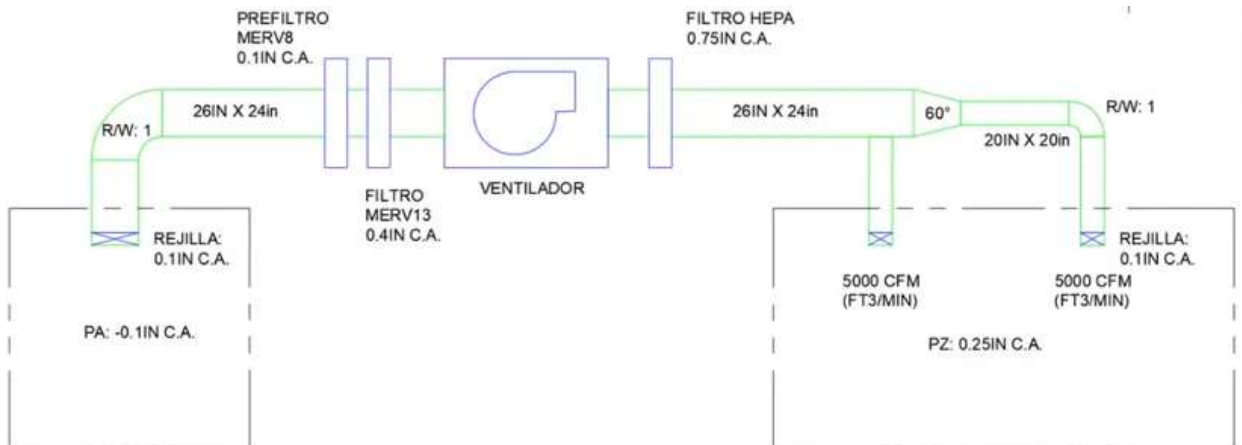 PREFILTRO
MERV8
0.1IN C.A.
FILTRO HEPA
0.75IN C.A.
R/W: 1
26IN X 24in
26IN X 24in
60°
R/W: 1
20IN X 20in
FILTRO
MERV13
0.4IN C.A.
VENTILADOR
REJILLA:
0.1IN C.A.
REJILLA:
0.1IN C.A.
5000 CFM
(FT3/MIN)
5000 CFM
(FT3/MIN)
PA: -0.1IN C.A.
PZ: 0.25IN C.A.